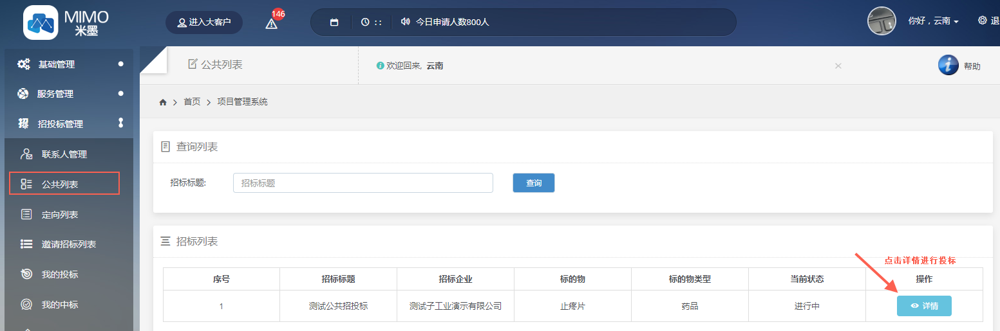 MIMO
米墨
进入大客户
146
: :
今日申请人数800人
你好，云南
退
基础管理
服务管理
招投标管理
联系人管理
公共列表
定向列表
邀请招标列表
我的投标
我的中标
公共列表
欢迎回来, 云南
×
帮助
首页
项目管理系统
查询列表
招标标题:
招标标题
查询
招标列表
点击详情进行投标
序号 招标标题 招标企业 标的物 标的物类型 当前状态 操作
1 测试公共招投标 测试子工业演示有限公司 止疼片 药品 进行中 详情